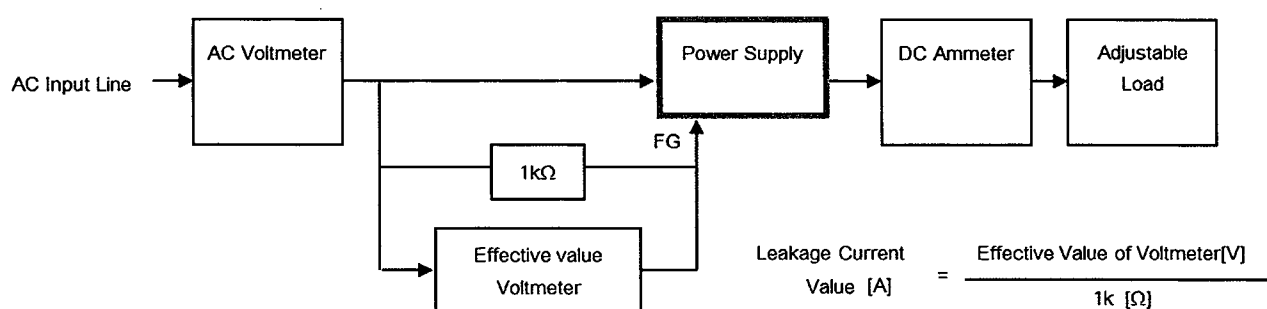 AC Input Line
AC Voltmeter
Power Supply
DC Ammeter
Adjustable
Load
FG
1kΩ
Effective value
Voltmeter
Leakage Current
Value [A]
=
Effective Value of Voltmeter[V]
1k [Ω]